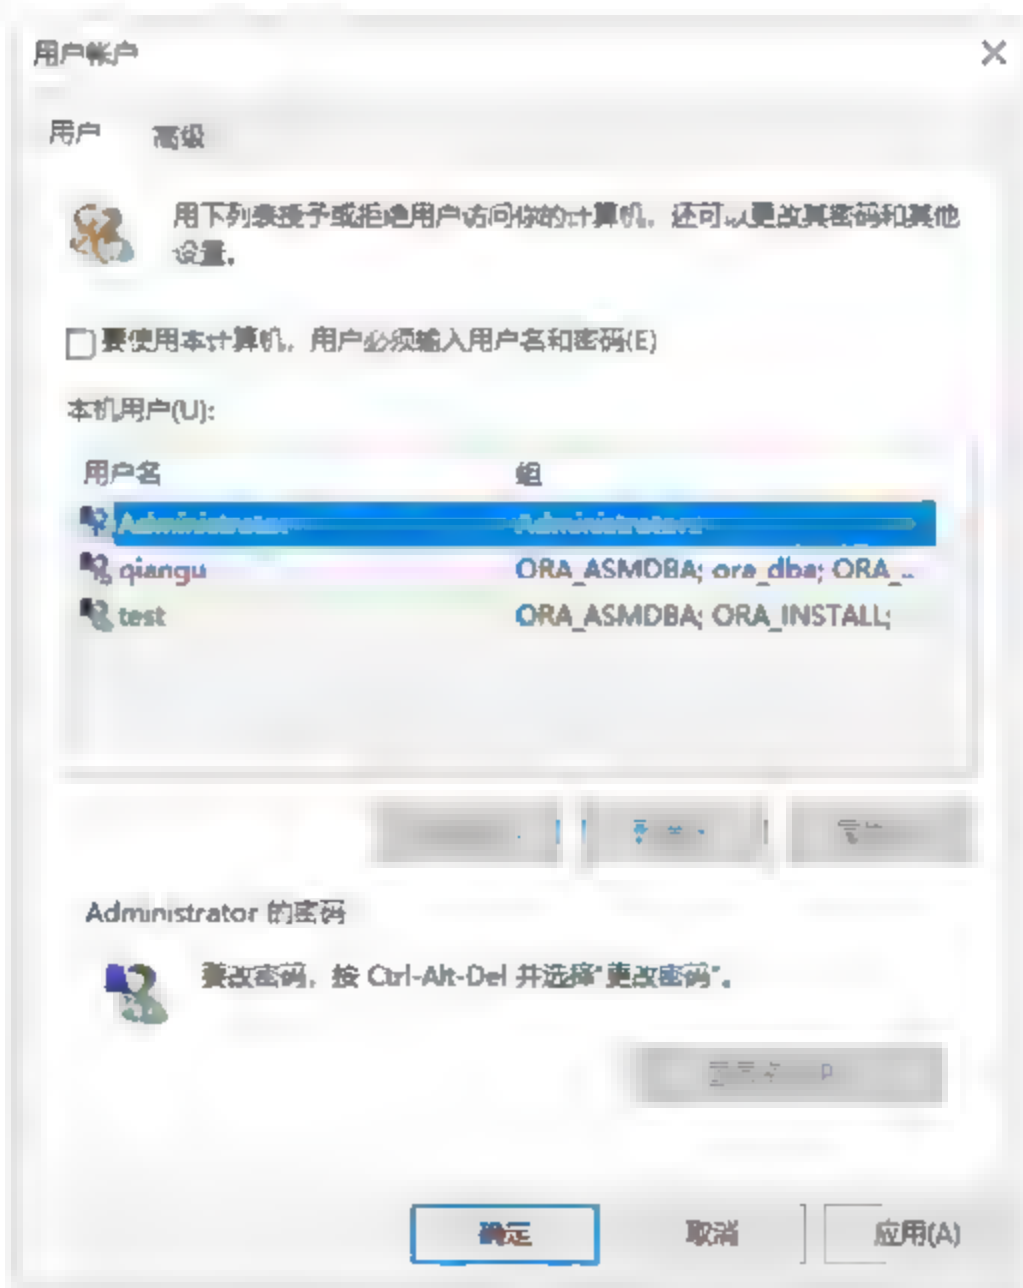 用户帐户
用户
高级
用下列表授予或拒绝用户访问你的计算机，还可以更改其密码和其他
设置。
要使用本计算机，用户必须输入用户名和密码(E)
本机用户(U):
用户名 组
Administrator Administrators
qiangu ORA_ASMDBA; ora_dba; ORA_...
test ORA_ASMDBA; ORA_INSTALL;
Administrator 的密码
要改密码，按 Ctrl-Alt-Del 并选择"更改密码"。
确定 取消 应用(A)